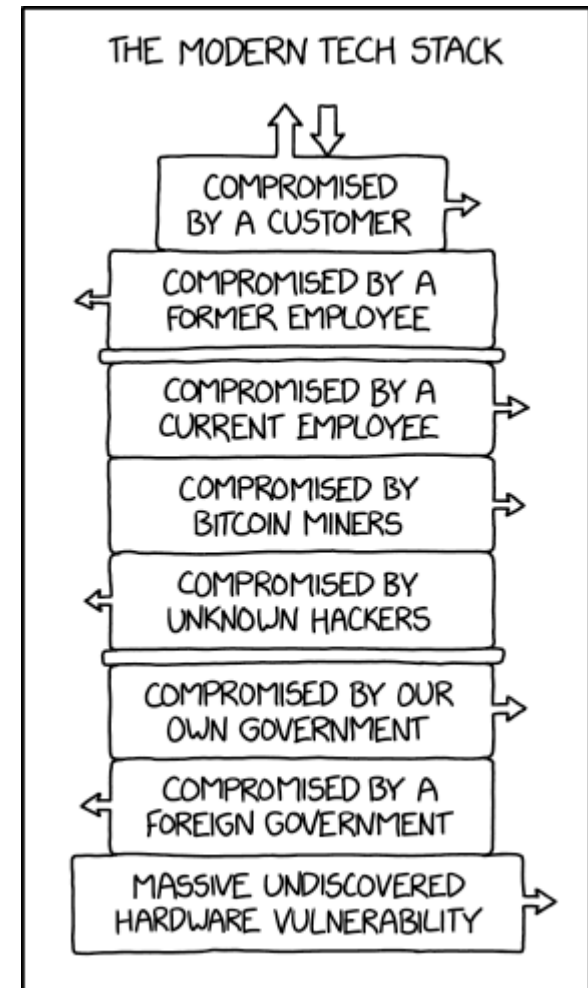 THE MODERN TECH STACK
COMPROMISED
BY A CUSTOMER
COMPROMISED BY A
FORMER EMPLOYEE
COMPROMISED BY A
CURRENT EMPLOYEE
COMPROMISED BY
BITCOIN MINERS
COMPROMISED BY
UNKNOWN HACKERS
COMPROMISED BY OUR
OWN GOVERNMENT
COMPROMISED BY A
FOREIGN GOVERNMENT
MASSIVE UNDISCOVERED
HARDWARE VULNERABILITY